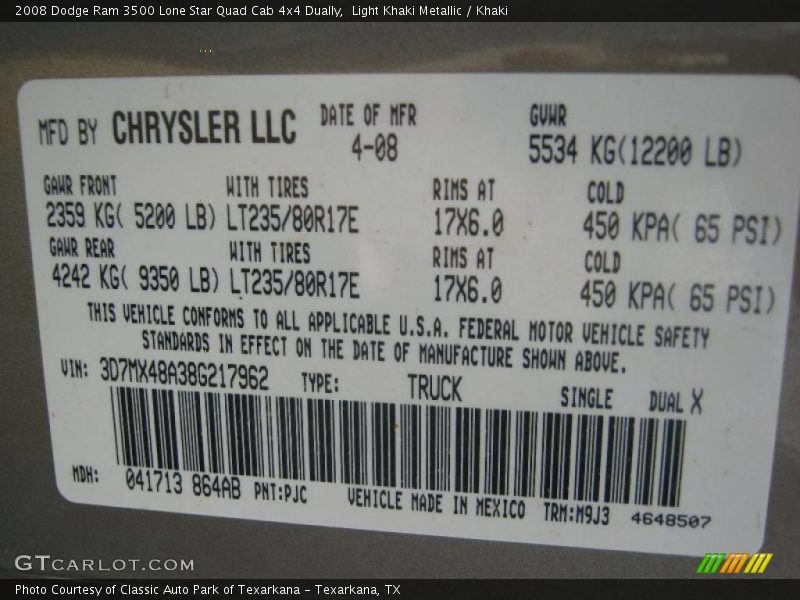 2008 Dodge Ram 3500 Lone Star Quad Cab 4x4 Dually,  Light Khaki Metallic / Khaki
MFD BY CHRYSLER LLC DATE OF MFR GVWR
4-08 5534 KG(12200 LB)
GAWR FRONT WITH TIRES RIMS AT COLD
2359 KG( 5200 LB) LT235/80R17E 17X6.0 450 KPA( 65 PSI)
GAWR REAR WITH TIRES RIMS AT COLD
4242 KG( 9350 LB) LT235/80R17E 17X6.0 450 KPA( 65 PSI)
THIS VEHICLE CONFORMS TO ALL APPLICABLE U.S.A. FEDERAL MOTOR VEHICLE SAFETY
STANDARDS IN EFFECT ON THE DATE OF MANUFACTURE SHOWN ABOVE.
VIN: 3D7MX48A38G217962 TYPE: TRUCK SINGLE DUAL X
MDH: 041713 864AB PNT:PJC VEHICLE MADE IN MEXICO TRM:M9J3 4648507
GTCARLOT.COM
Photo Courtesy of Classic Auto Park of Texarkana - Texarkana, TX